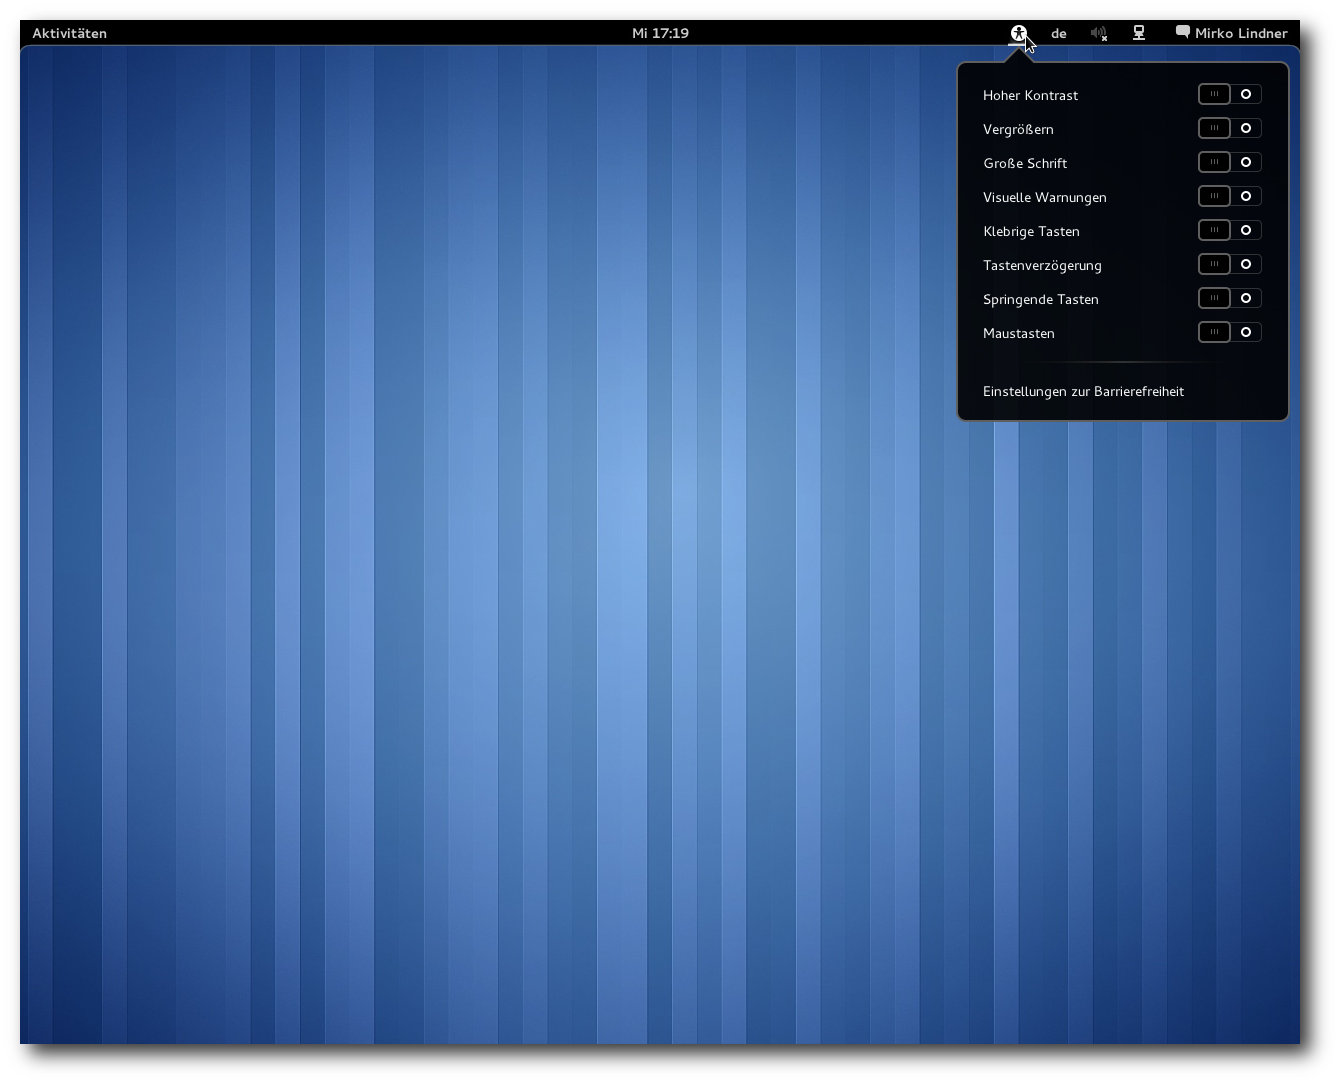 Aktivitäten
Mi 17:19
de
Mirko Lindner
Hoher Kontrast
Vergrößern
Große Schrift
Visuelle Warnungen
Klebrige Tasten
Tastenverzögerung
Springende Tasten
Maustasten
Einstellungen zur Barrierefreiheit